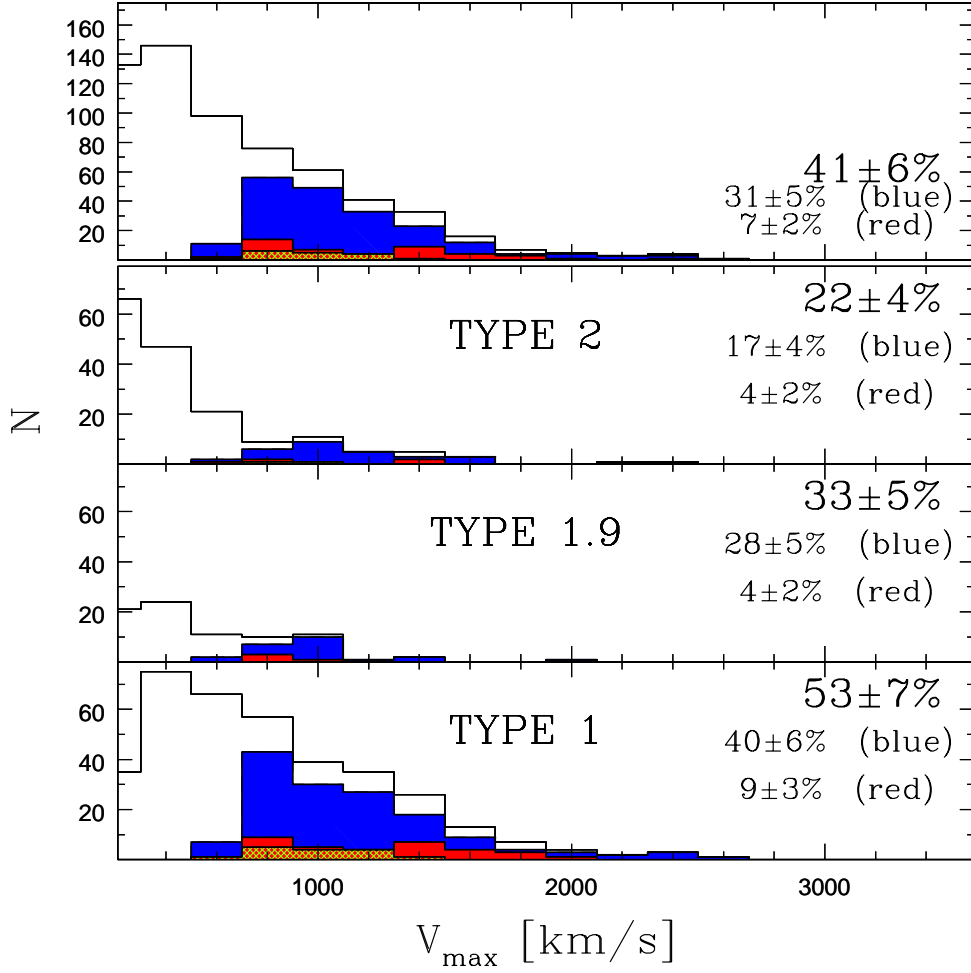 160
140
120
100
80
60
40
20
41±6%
31±5% (blue)
7±2% (red)
60
40
20
TYPE 2
22±4%
17±4% (blue)
4±2% (red)
N
60
40
20
TYPE 1.9
33±5%
28±5% (blue)
4±2% (red)
60
40
20
TYPE 1
53±7%
40±6% (blue)
9±3% (red)
1000 2000 3000
V_max [km/s]